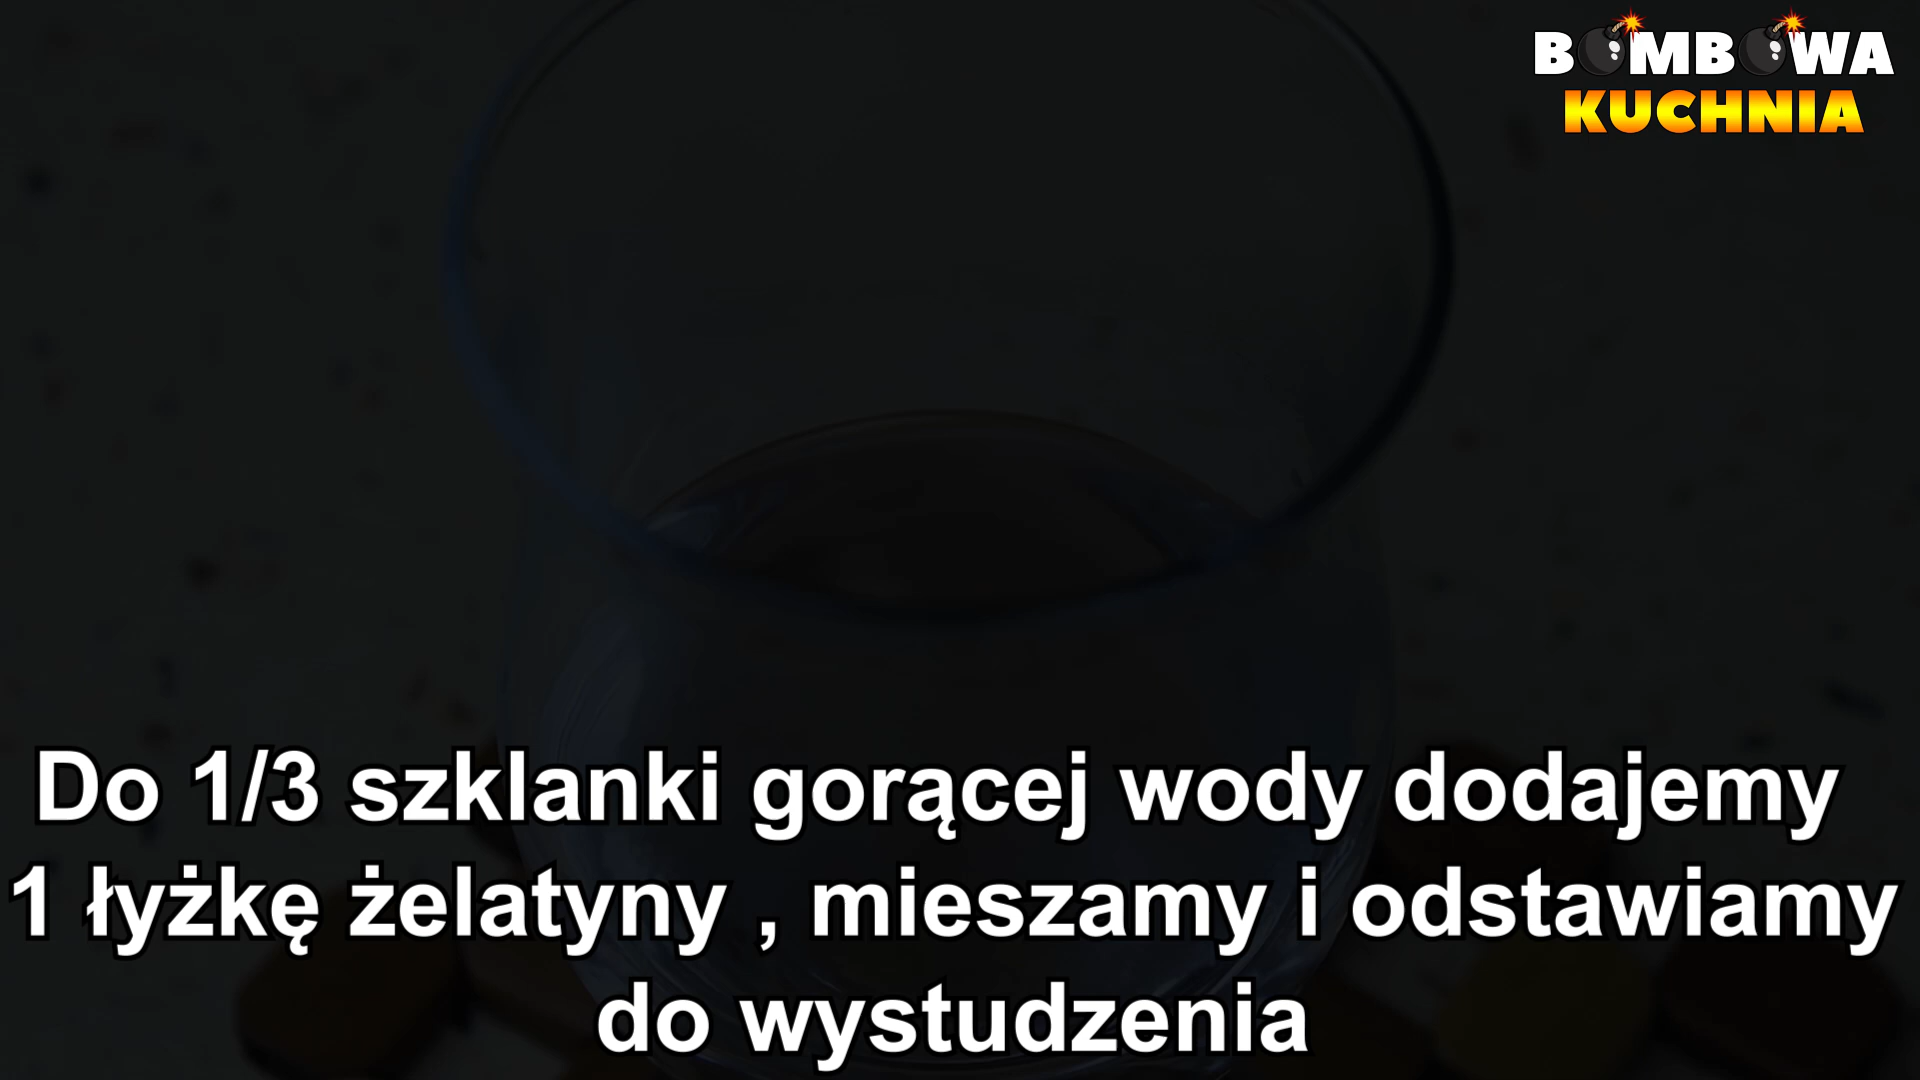 BOMBOWA
KUCHNIA
Do 1/3 szklanki gorącej wody dodajemy
1 łyżkę żelatyny , mieszamy i odstawiamy
do wystudzenia